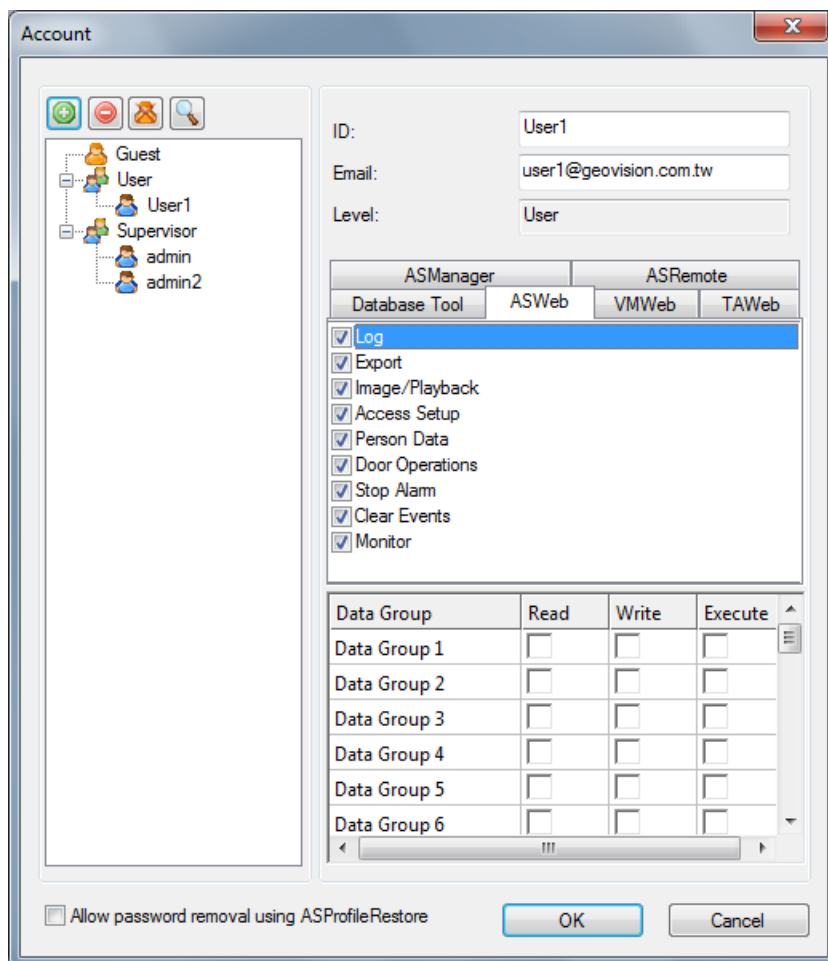 Account
Guest
User
User1
Supervisor
admin
admin2
ID: User1
Email: user1@geovision.com.tw
Level: User
ASManager ASRemote
Database Tool ASWeb VMWeb TAWeb
Log
Export
Image/Playback
Access Setup
Person Data
Door Operations
Stop Alarm
Clear Events
Monitor
Data Group Read Write Execute
Data Group 1
Data Group 2
Data Group 3
Data Group 4
Data Group 5
Data Group 6
Allow password removal using ASProfileRestore
OK Cancel